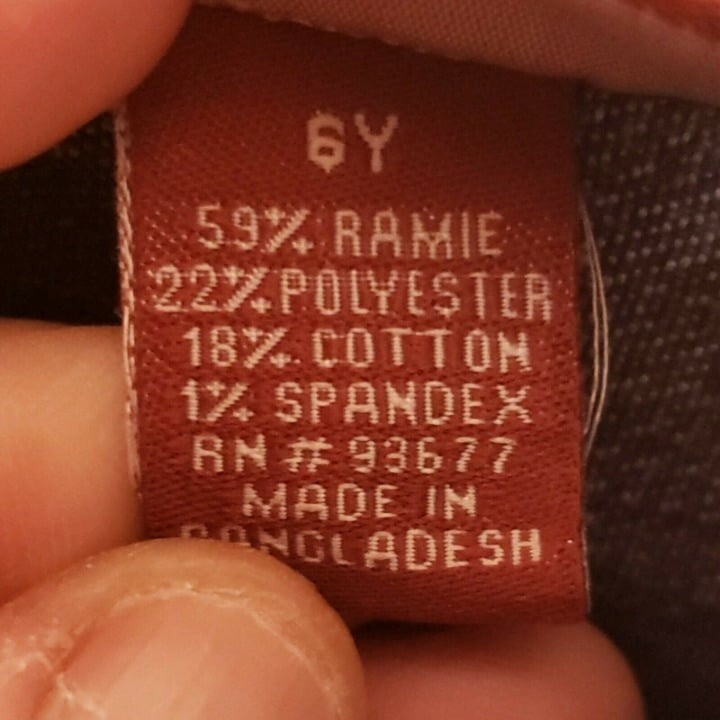 6Y
59% RAMIE
22% POLYESTER
18% COTTON
1% SPANDEX
RN # 93677
MADE IN
BANGLADESH